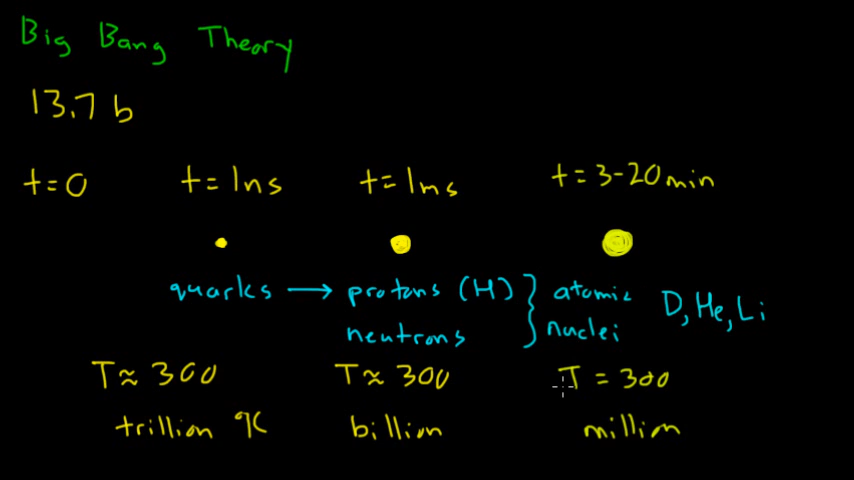 Big Bang Theory
13.7 b
t=0 t=1ns t=1ms t=3-20min
quarks → protons (H) } atomic D, He, Li
neutrons nuclei
T≈300 T≈300 T=300
trillion °C billion million